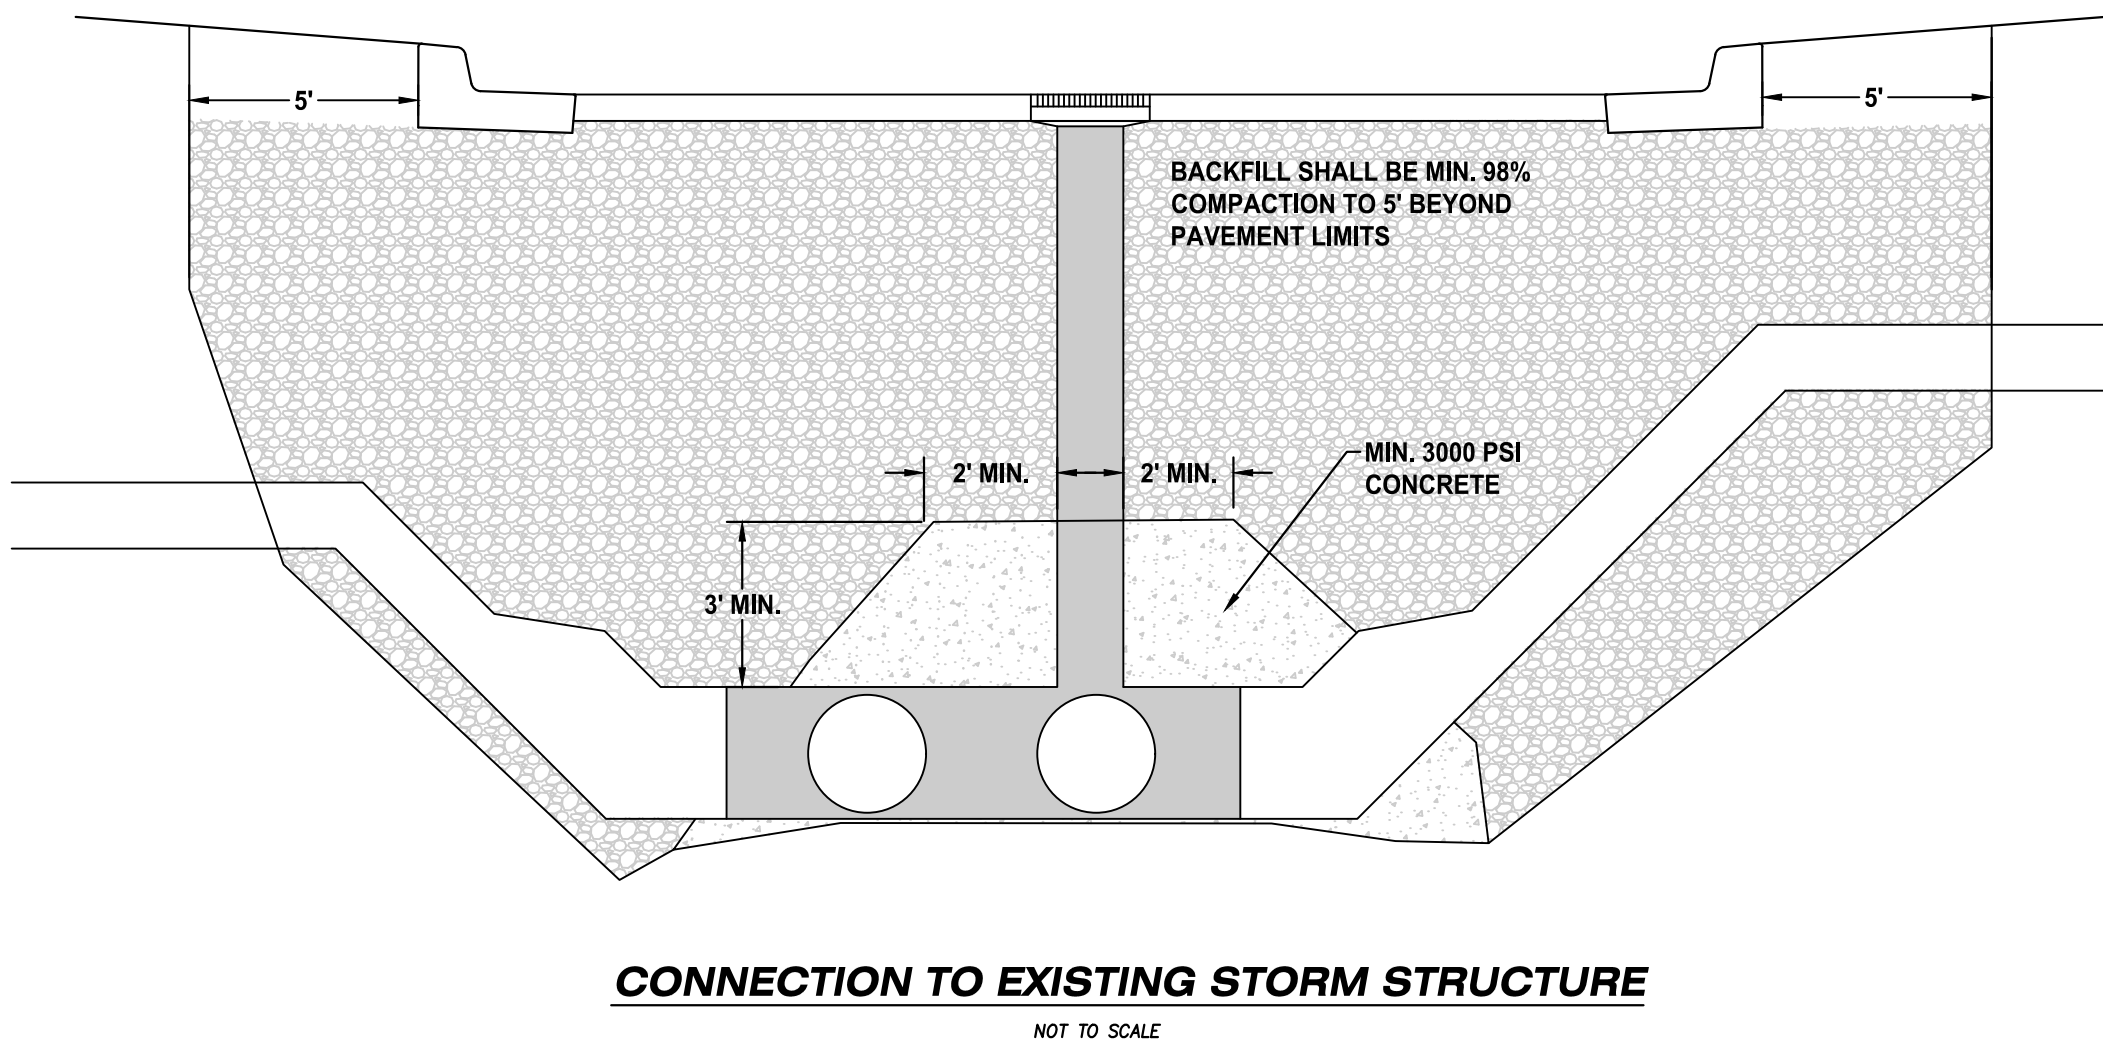 5'
5'
BACKFILL SHALL BE MIN. 98%
COMPACTION TO 5' BEYOND
PAVEMENT LIMITS
2' MIN.
2' MIN.
MIN. 3000 PSI
CONCRETE
3' MIN.
CONNECTION TO EXISTING STORM STRUCTURE
NOT TO SCALE